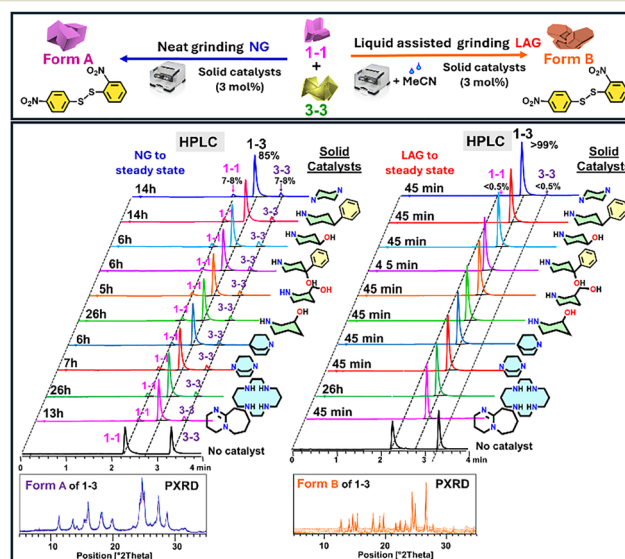 Form A
Neat grinding NG
Solid catalysts
(3 mol%)
1-1
+
3-3
Liquid assisted grinding LAG
+ MeCN
Solid catalysts
(3 mol%)
Form B
O₂N
NO₂
S
S
O₂N
NO₂
S
S
HPLC
NG to
steady state
1-1
7-8%
1-3
85%
3-3
7-8%
Solid
Catalysts
14h
14h
6h
6h
5h
26h
6h
7h
26h
13h
1-1
3-3
No catalyst
0 1 2 3 4 min
HPLC
LAG to
steady state
1-3
>99%
1-1
<0.5%
3-3
<0.5%
Solid
Catalysts
45 min
45 min
45 min
4 5 min
45 min
45 min
45 min
45 min
26h
45 min
No catalyst
0 1 2 3 4 min
Form A of 1-3
PXRD
10 20 30
Position [°2Theta]
Form B of 1-3
PXRD
10 20 30
Position [°2Theta]